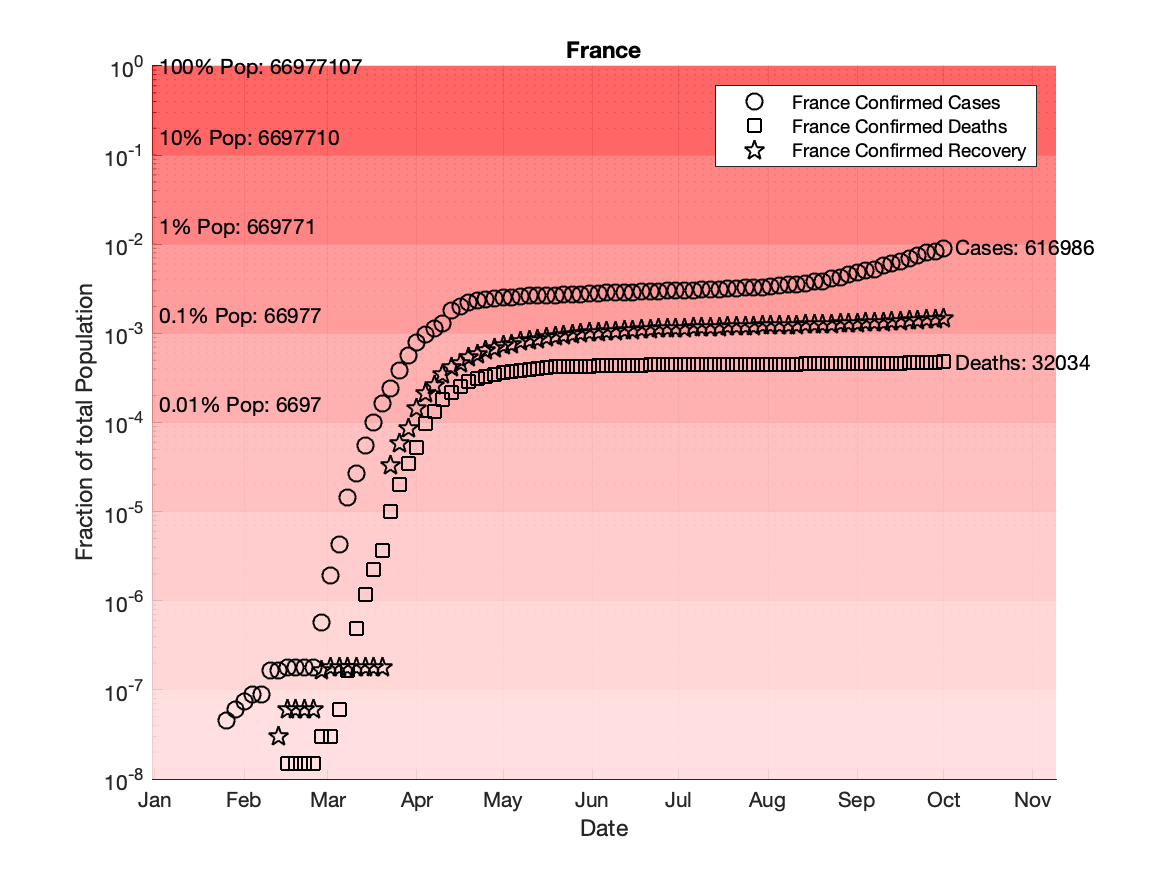 France
10^0
10^-1
10^-2
10^-3
10^-4
10^-5
10^-6
10^-7
10^-8
Fraction of total Population
100% Pop: 66977107
10% Pop: 6697710
1% Pop: 669771
0.1% Pop: 66977
0.01% Pop: 6697
France Confirmed Cases
France Confirmed Deaths
France Confirmed Recovery
Cases: 616986
Deaths: 32034
Jan Feb Mar Apr May Jun Jul Aug Sep Oct Nov
Date